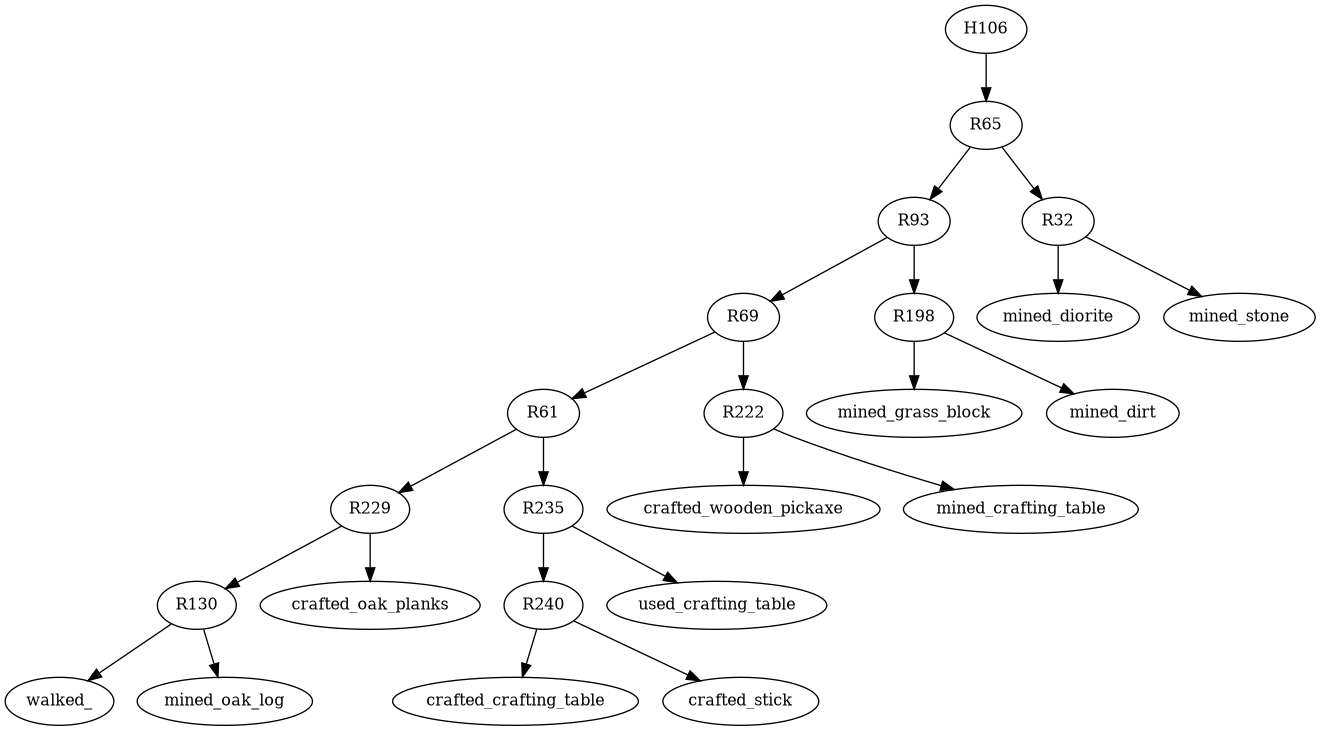 H106
R65
R93
R32
R69
R198
mined_diorite
mined_stone
R61
R222
mined_grass_block
mined_dirt
R229
R235
crafted_wooden_pickaxe
mined_crafting_table
R130
crafted_oak_planks
R240
used_crafting_table
walked_
mined_oak_log
crafted_crafting_table
crafted_stick